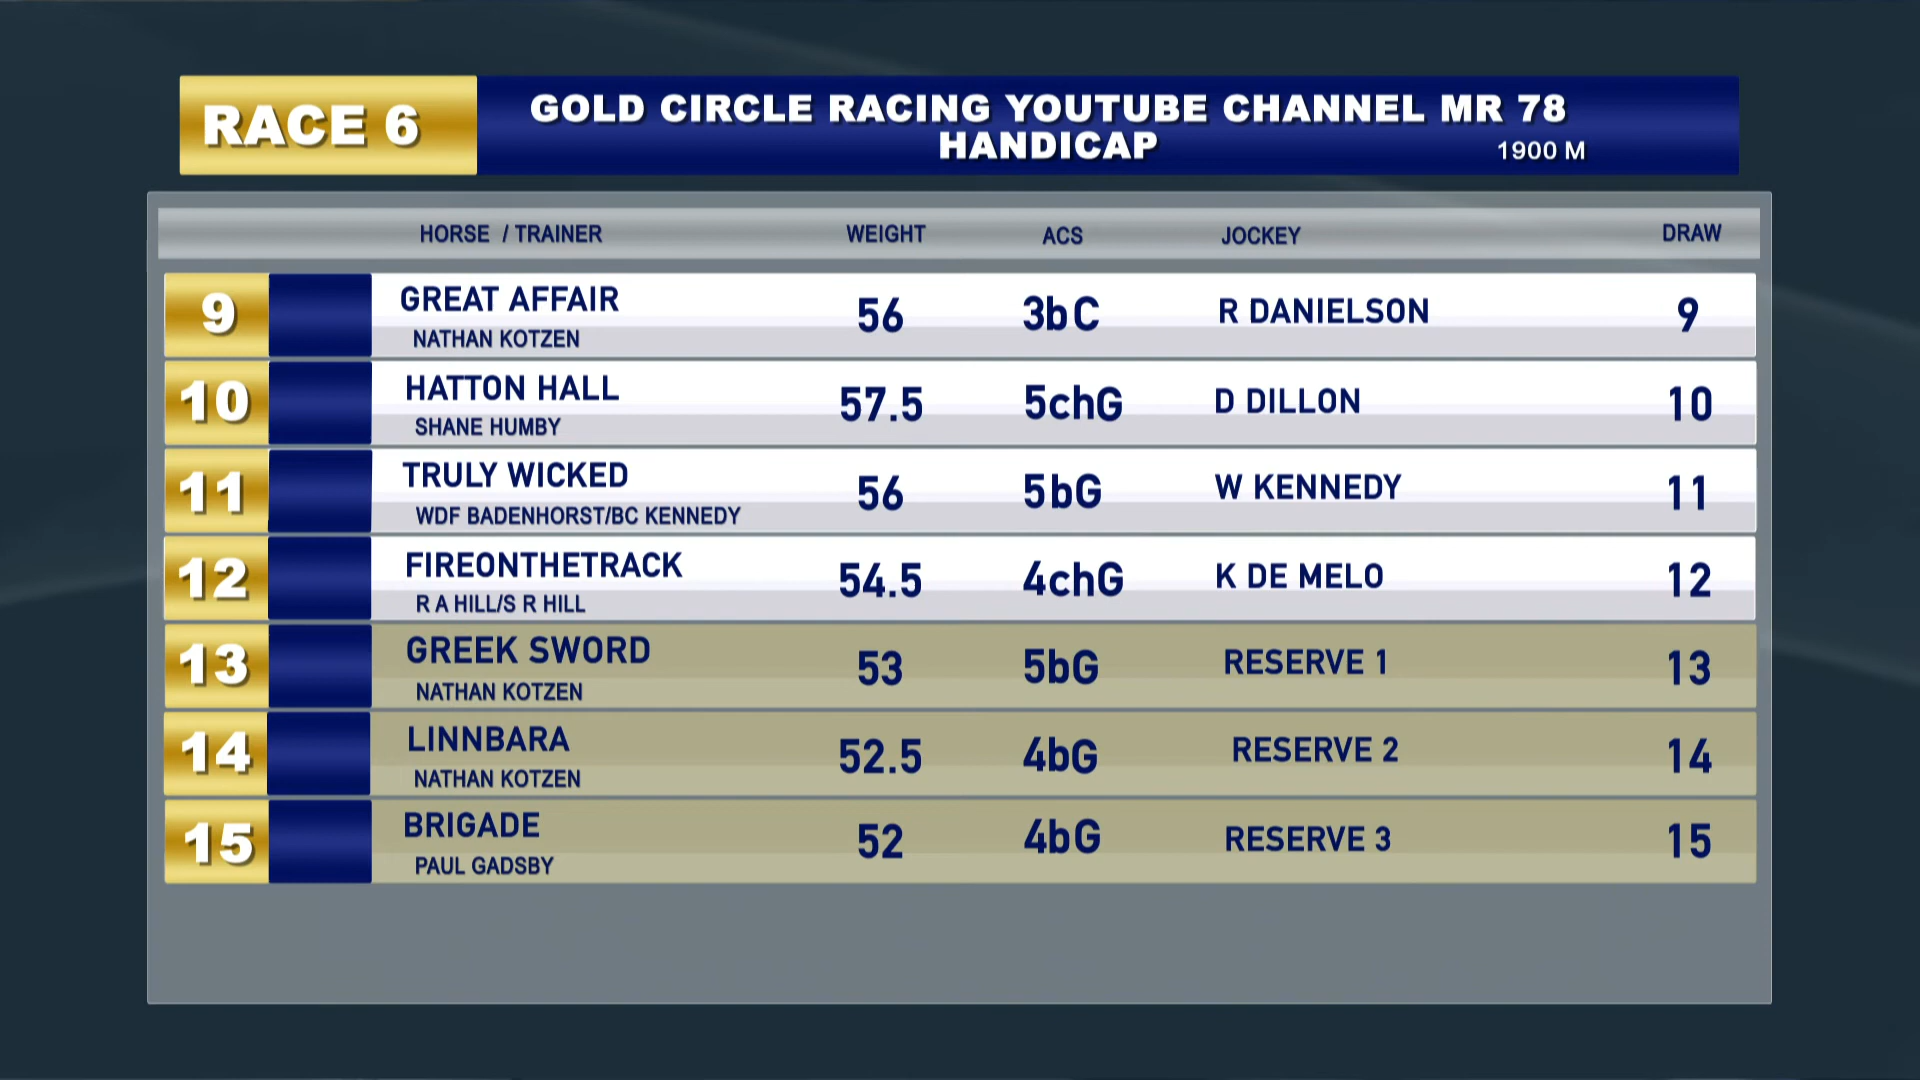 RACE 6
GOLD CIRCLE RACING YOUTUBE CHANNEL MR 78
HANDICAP
1900 M
HORSE / TRAINER WEIGHT ACS JOCKEY DRAW
9 GREAT AFFAIR 56 3bC R DANIELSON 9
NATHAN KOTZEN
10 HATTON HALL 57.5 5chG D DILLON 10
SHANE HUMBY
11 TRULY WICKED 56 5bG W KENNEDY 11
WDF BADENHORST/BC KENNEDY
12 FIREONTHETRACK 54.5 4chG K DE MELO 12
R A HILL/S R HILL
13 GREEK SWORD 53 5bG RESERVE 1 13
NATHAN KOTZEN
14 LINNBARA 52.5 4bG RESERVE 2 14
NATHAN KOTZEN
15 BRIGADE 52 4bG RESERVE 3 15
PAUL GADSBY